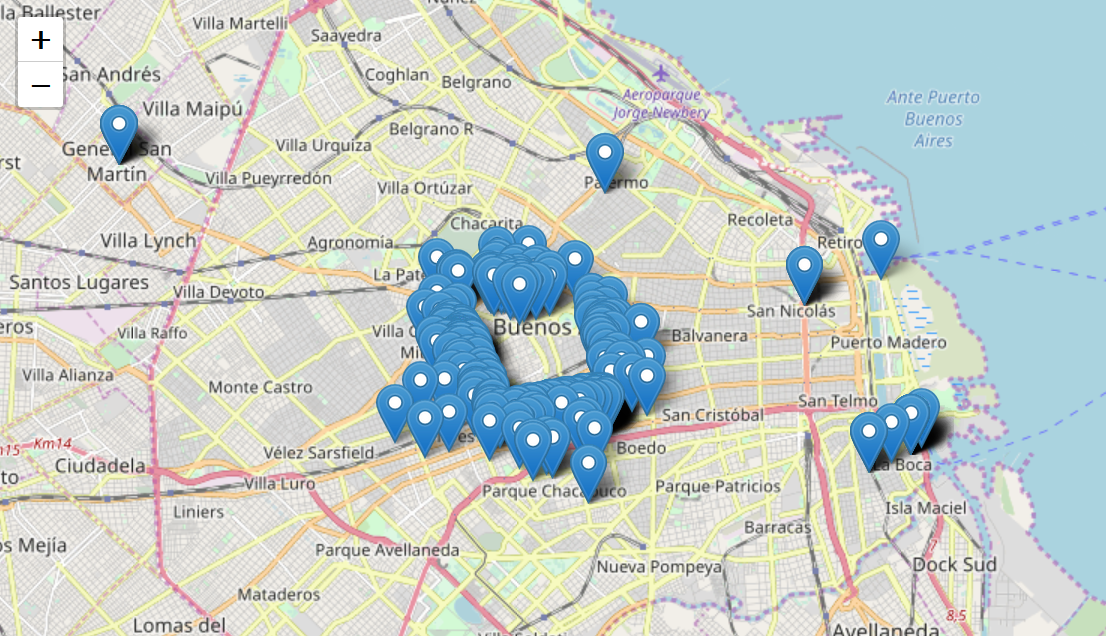 Villa Martelli
Saavedra
+
−
San Andrés
Coghlan
Belgrano
Villa Maipú
Aeroparque
Jorge Newbery
Ante Puerto
Buenos
Aires
Belgrano R
Villa Urquiza
Martín
Villa Pueyrredón
Villa Ortúzar
Palermo
Chacarita
Recoleta
Villa Lynch
Agronomía
Retiro
Santos Lugares
Villa Devoto
San Nicolás
Villa Raffo
Buenos
Balvanera
Puerto Madero
Villa Alianza
Monte Castro
San Telmo
San Cristóbal
Km14
Ciudadela
Vélez Sarsfield
Boedo
La Boca
Villa Luro
Parque Chacabuco
Parque Patricios
Liniers
Isla Maciel
Barracas
Parque Avellaneda
Nueva Pompeya
Dock Sud
Mataderos
8,5
Lomas del
Avellaneda